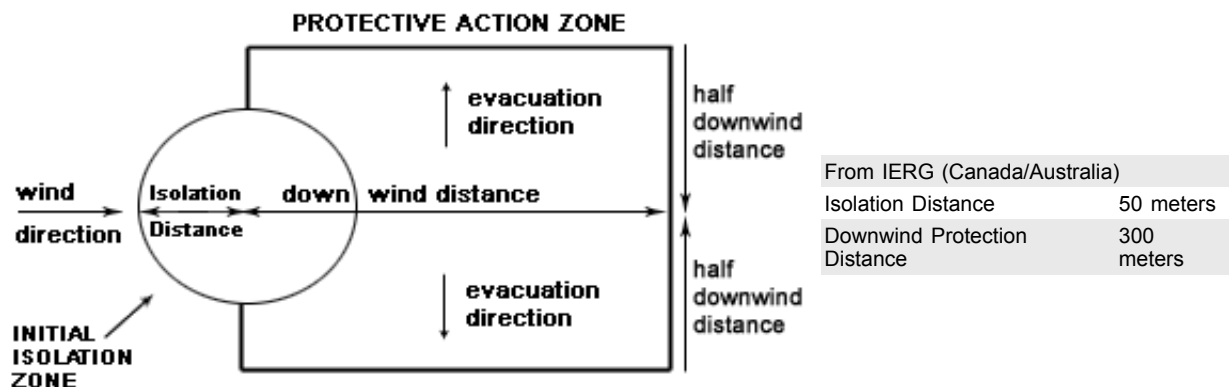 PROTECTIVE ACTION ZONE
evacuation
direction
half
downwind
distance
wind
direction
Isolation
Distance
down wind distance
evacuation
direction
half
downwind
distance
INITIAL
ISOLATION
ZONE
From IERG (Canada/Australia)
Isolation Distance 50 meters
Downwind Protection 300
Distance meters